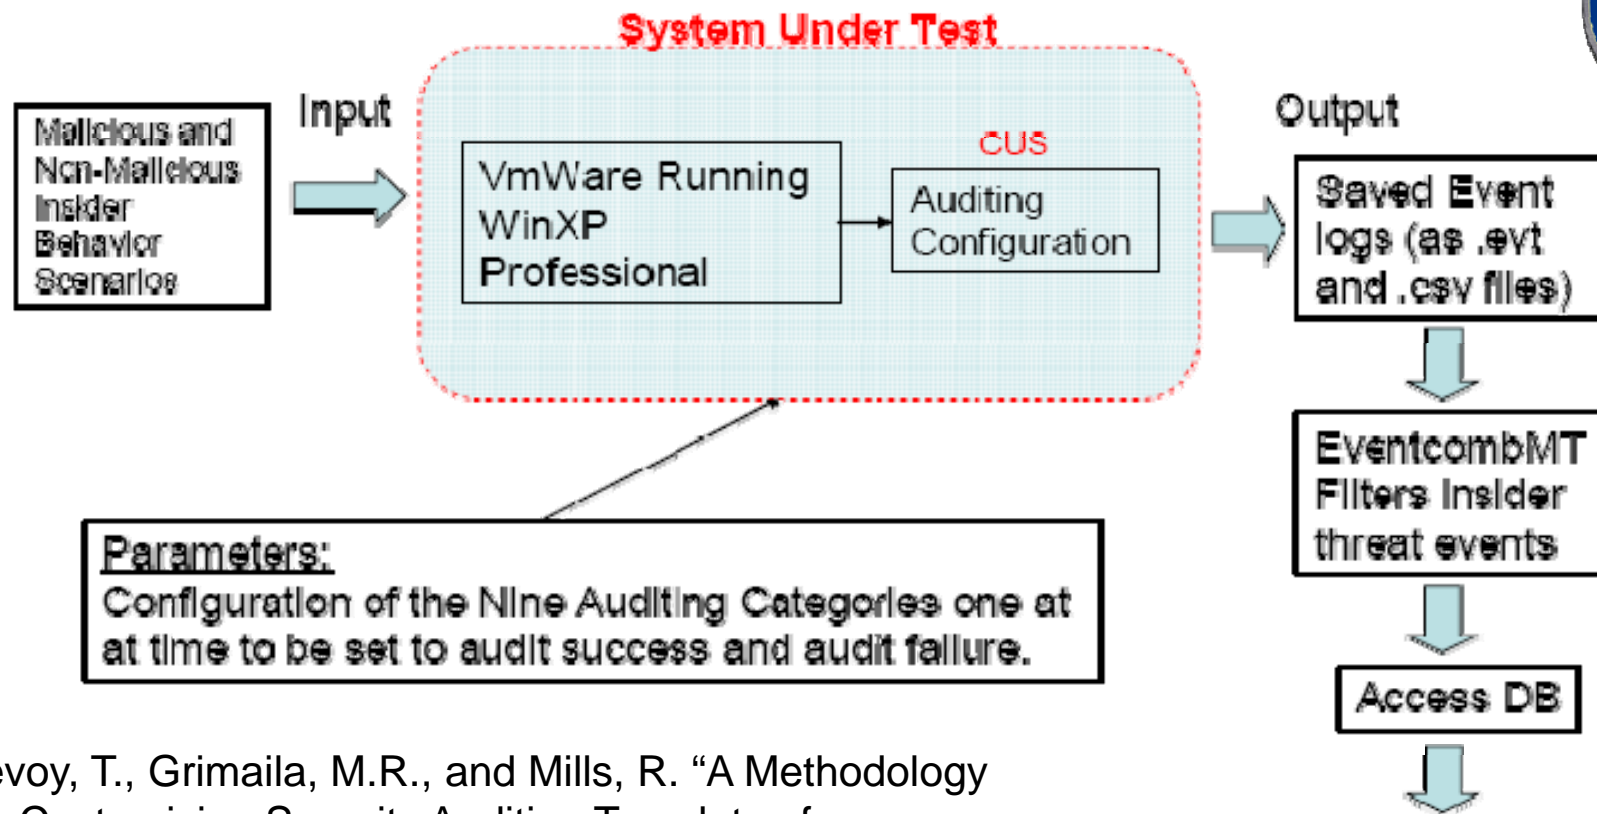 System Under Test
Malicious and
Non-Malicious
Insider
Behavior
Scenarios
Input
VmWare Running
WinXP
Professional
CUS
Auditing
Configuration
Output
Saved Event
logs (as .evt
and .csv files)
EventcombMT
Filters Insider
threat events
Access DB
Parameters:
Configuration of the Nine Auditing Categories one at
at time to be set to audit success and audit failure.
evoy, T., Grimaila, M.R., and Mills, R. “A Methodology